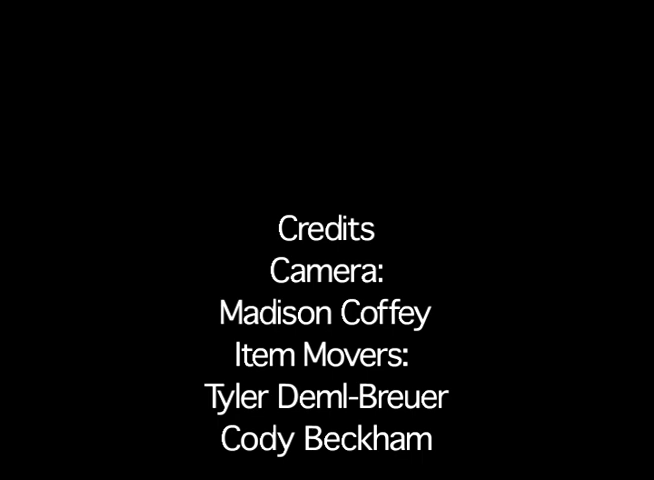 Credits
Camera:
Madison Coffey
Item Movers:
Tyler Deml-Breuer
Cody Beckham